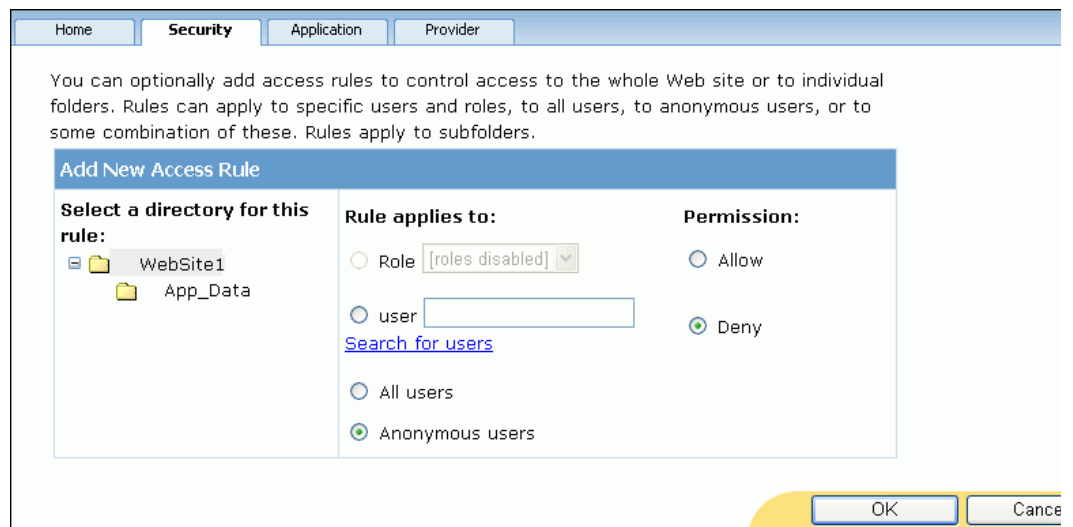 Home
Security
Application
Provider
You can optionally add access rules to control access to the whole Web site or to individual
folders. Rules can apply to specific users and roles, to all users, to anonymous users, or to
some combination of these. Rules apply to subfolders.
Add New Access Rule
Select a directory for this
rule:
WebSite1
App_Data
Rule applies to:
Role [roles disabled]
user
Search for users
All users
Anonymous users
Permission:
Allow
Deny
OK
Cance